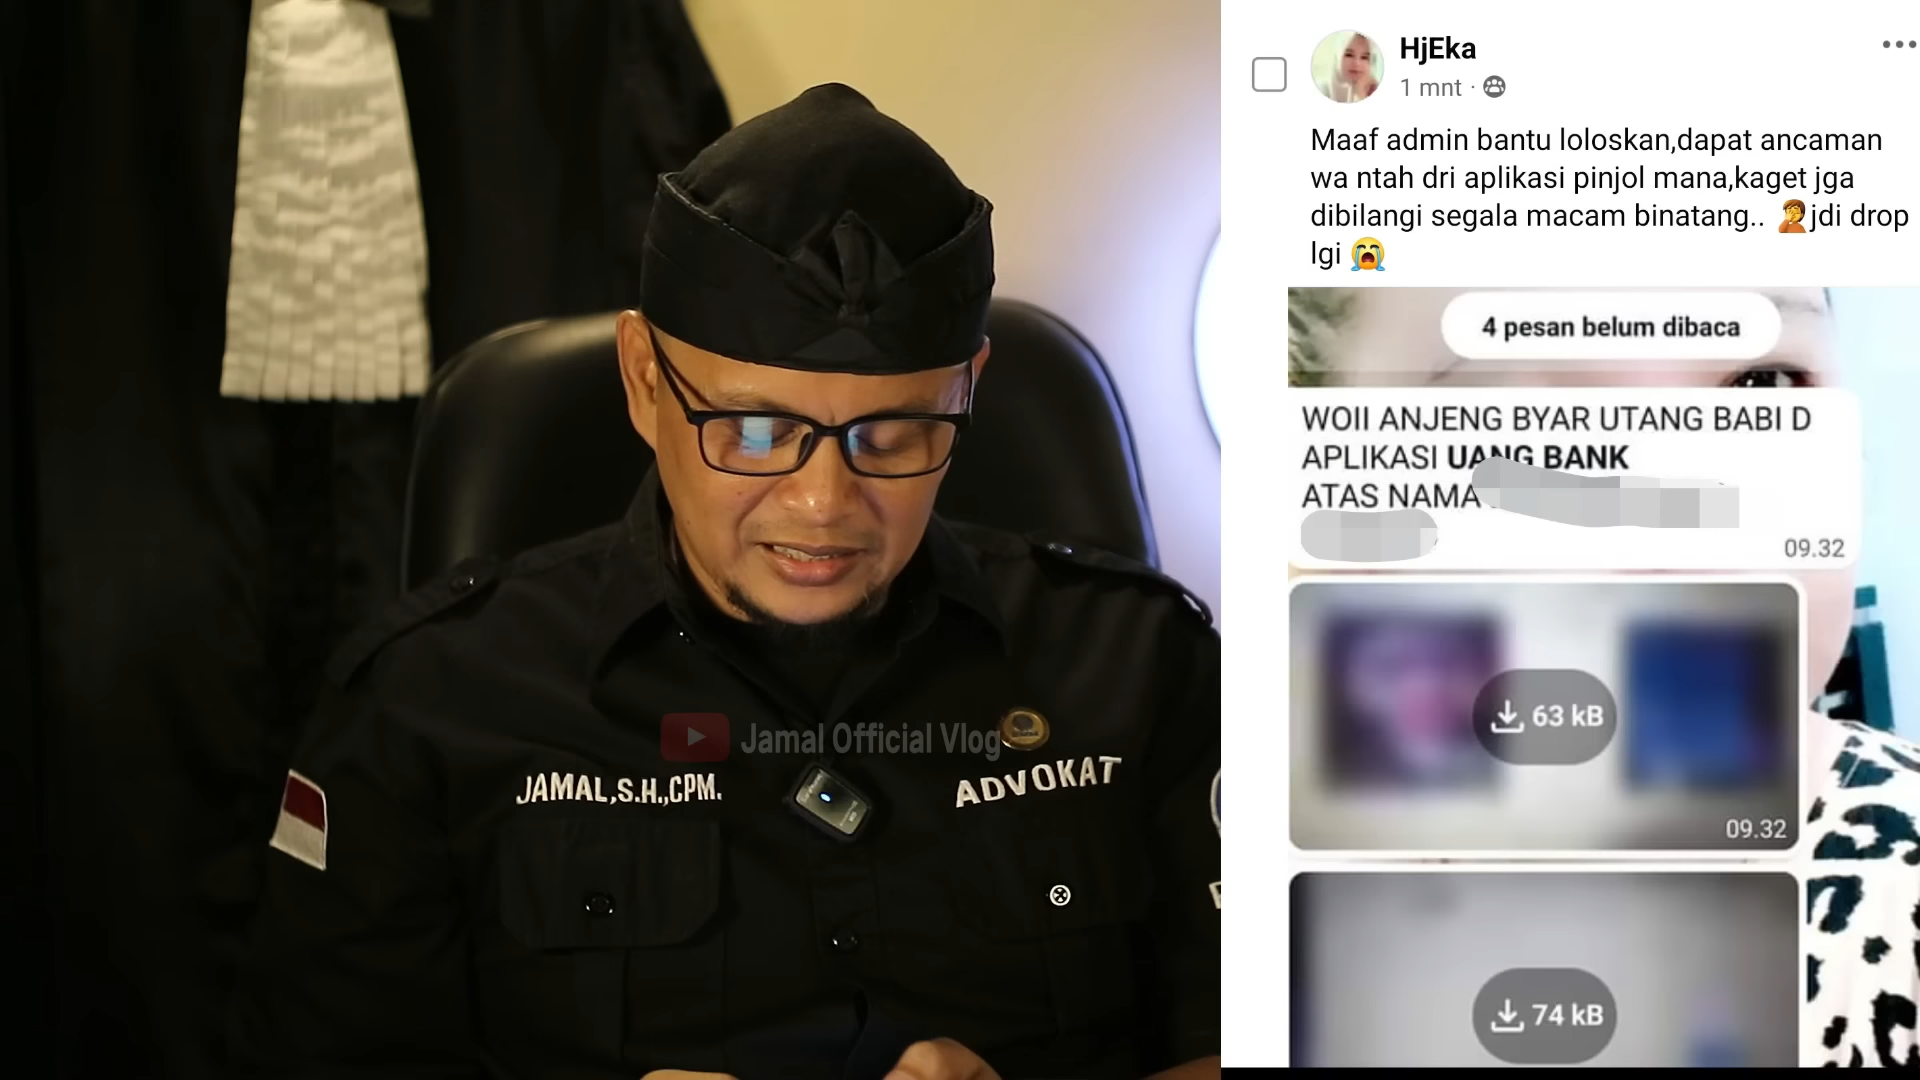 Jamal Official Vlog
JAMAL,S.H.,CPM.
ADVOKAT
HjEka
1 mnt ·
Maaf admin bantu loloskan,dapat ancaman
wa ntah dri aplikasi pinjol mana,kaget jga
dibilangi segala macam binatang.. 🤦jdi drop
lgi 😭
4 pesan belum dibaca
WOII ANJENG BYAR UTANG BABI D
APLIKASI UANG BANK
ATAS NAMA
09.32
63 kB
09.32
74 kB